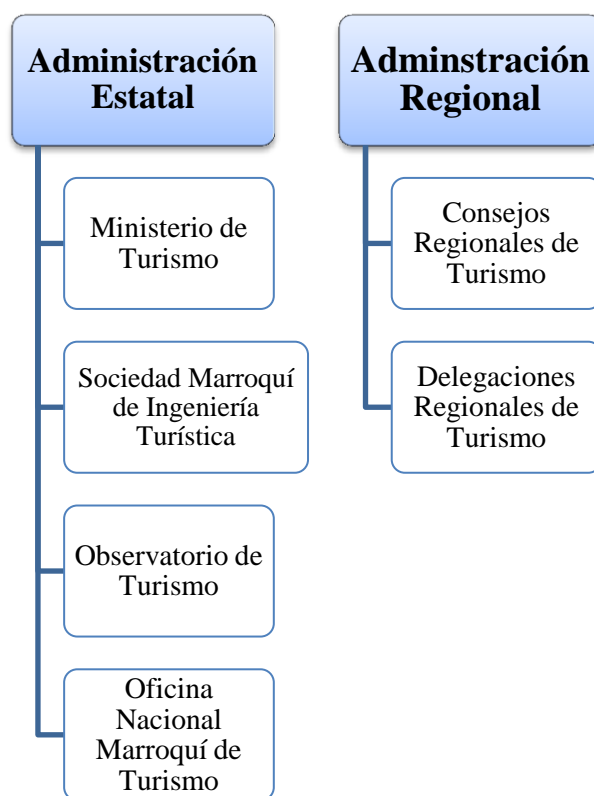 Administración
Estatal
Ministerio de
Turismo
Sociedad Marroquí
de Ingeniería
Turística
Observatorio de
Turismo
Oficina
Nacional
Marroquí de
Turismo
Adminstración
Regional
Consejos
Regionales de
Turismo
Delegaciones
Regionales de
Turismo